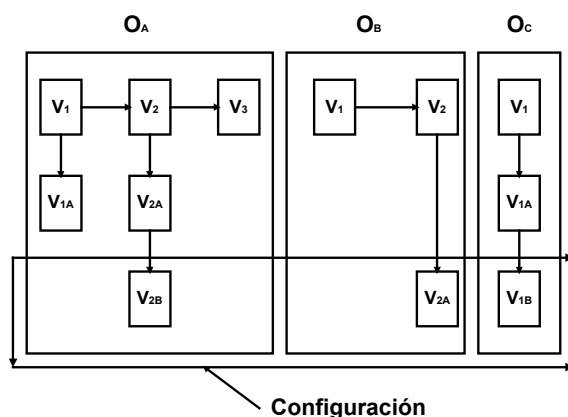 OA OB OC
V1 V2 V3 V1 V2 V1
V1A V2A V1A
V2B V2A V1B
Configuración